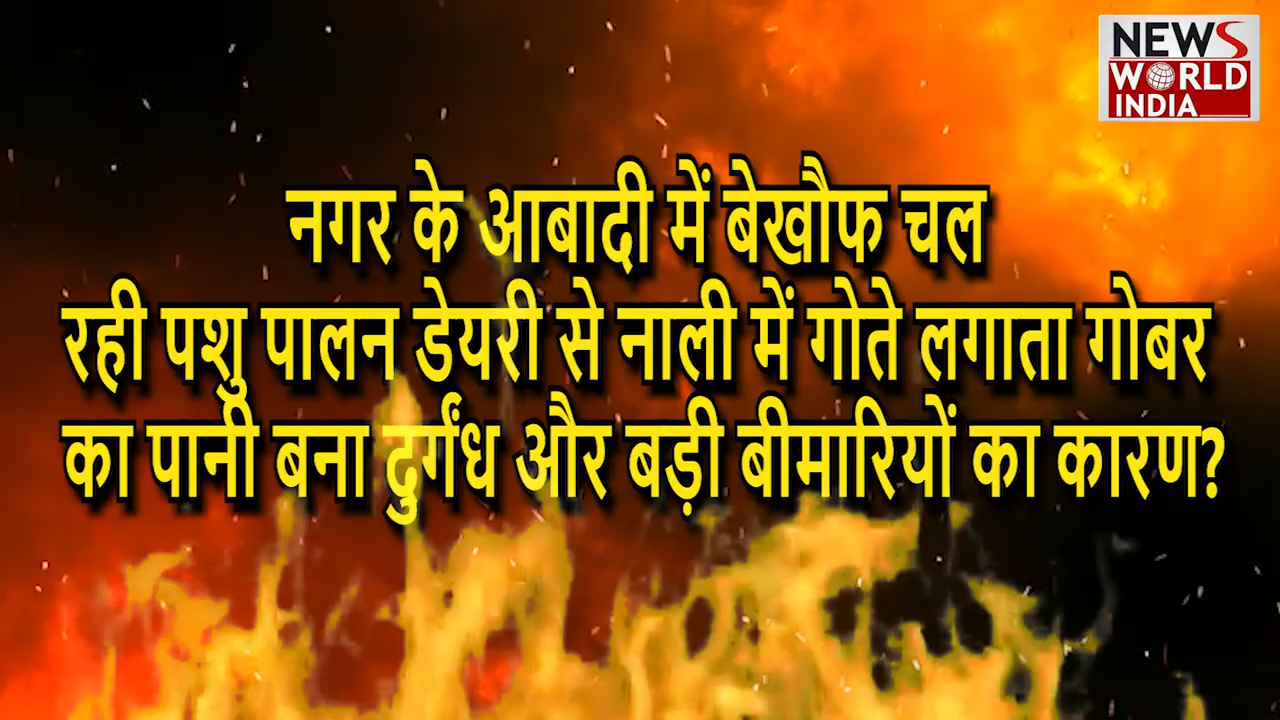 NEWS
WORLD
INDIA
नगर के आबादी में बेखौफ चल
रही पशु पालन डेयरी से नाली में गोते लगाता गोबर
का पानी बना दुर्गंध और बड़ी बीमारियों का कारण?